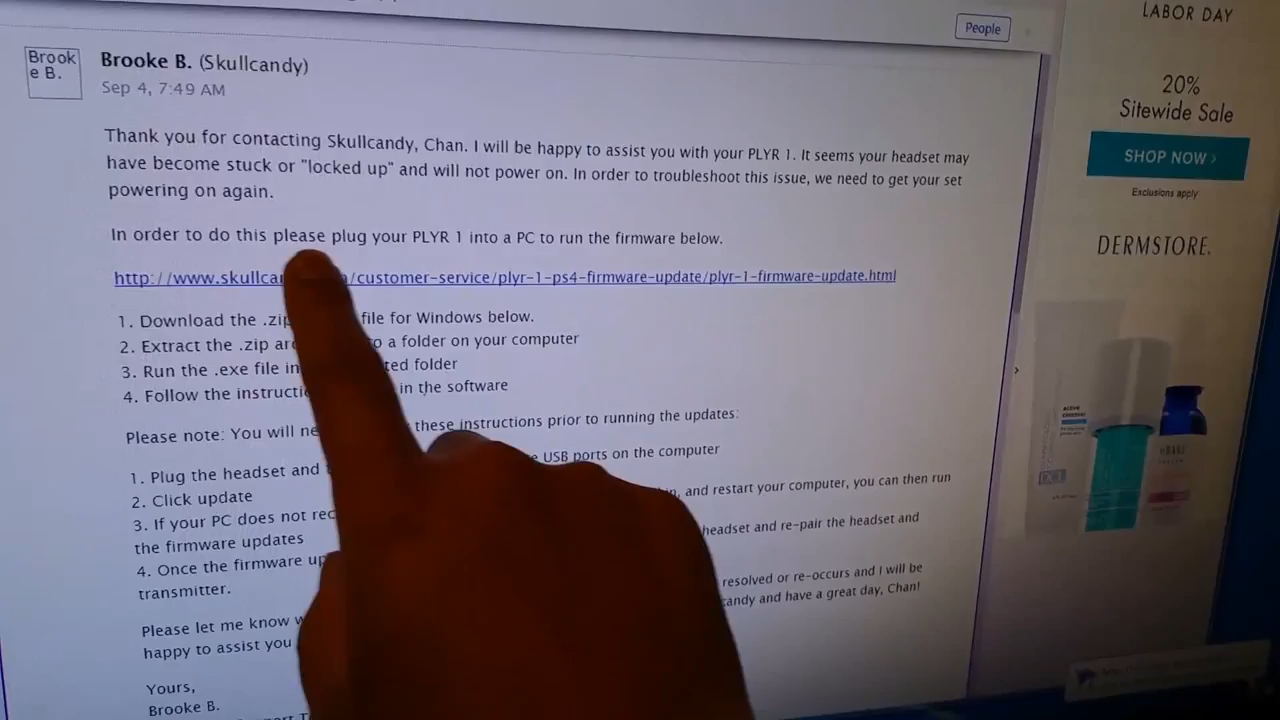 People
Brook
e B.
Brooke B. (Skullcandy)
Sep 4, 7:49 AM
Thank you for contacting Skullcandy, Chan. I will be happy to assist you with your PLYR 1. It seems your headset may
have become stuck or "locked up" and will not power on. In order to troubleshoot this issue, we need to get your set
powering on again.
In order to do this please plug your PLYR 1 into a PC to run the firmware below.
http://www.skullca /customer-service/plyr-1-ps4-firmware-update/plyr-1-firmware-update.html
1. Download the .zip file for Windows below.
2. Extract the .zip a folder on your computer
3. Run the .exe file folder
4. Follow the in the software
Please note: You will these instructions prior to running the updates:
1. Plug the headset and USB ports on the computer
2. Click update
3. If your PC does not and restart your computer, you can then run
the firmware updates
4. Once the firmware headset and re-pair the headset and
transmitter.
Please let me know resolved or re-occurs and I will be
happy to assist you and have a great day, Chan!
Yours,
Brooke B.
LABOR DAY
20%
Sitewide Sale
SHOP NOW ›
Exclusions apply
DERMSTORE.